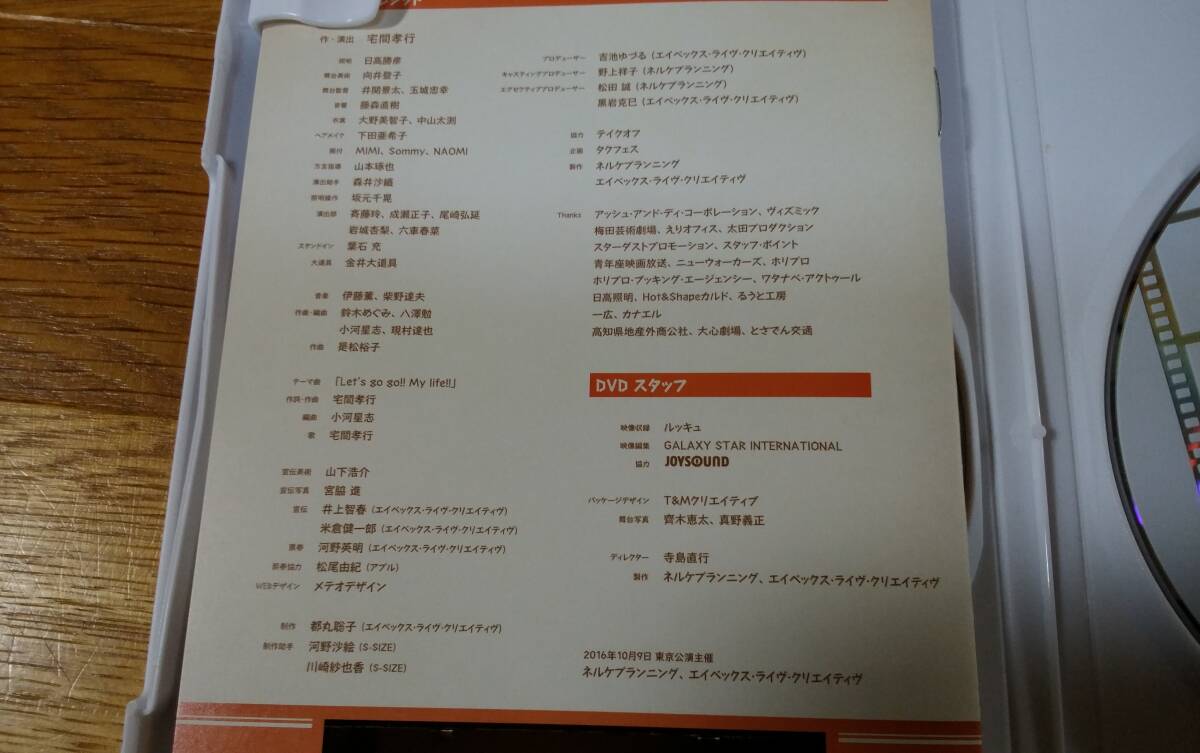 作・演出 宅間孝行
照明 日高勝彦
舞台美術 向井登子
舞台監督 井関景太、玉城忠幸
音響 藤森直樹
衣裳 大野美智子、中山太渕
ヘアメイク 下田亜希子
振付 MIMI、Sommy、NAOMI
方言指導 山本琢也
演出助手 森井沙織
照明操作 坂元千晃
演出部 斉藤玲、成瀬正子、尾崎弘延
岩城杏梨、六車春菜
スタンドイン 葉石 充
大道具 金井大道具
音楽 伊藤薫、柴野達夫
作曲・編曲 鈴木めぐみ、八澤勉
小河星志、現村達也
作曲 是松裕子
テーマ曲 「Let's go go!! My life!!」
作詞・作曲 宅間孝行
編曲 小河星志
歌 宅間孝行
宣伝美術 山下浩介
宣伝写真 宮脇 進
宣伝 井上智春（エイベックス・ライヴ・クリエイティヴ）
米倉健一郎（エイベックス・ライヴ・クリエイティヴ）
票券 河野英明（エイベックス・ライヴ・クリエイティヴ）
票券協力 松尾由紀（アブル）
WEBデザイン メテオデザイン
制作 都丸聡子（エイベックス・ライヴ・クリエイティヴ）
制作助手 河野沙絵（S-SIZE）
川崎紗也香（S-SIZE）
プロデューサー 吉池ゆづる（エイベックス・ライヴ・クリエイティヴ）
キャスティングプロデューサー 野上祥子（ネルケプランニング）
エグゼクティブプロデューサー 松田 誠（ネルケプランニング）
黒岩克巳（エイベックス・ライヴ・クリエイティヴ）
協力 テイクオフ
企画 タクフェス
製作 ネルケプランニング
エイベックス・ライヴ・クリエイティヴ
Thanks アッシュ・アンド・ディ・コーポレーション、ヴィズミック
梅田芸術劇場、えりオフィス、太田プロダクション
スターダストプロモーション、スタッフ・ポイント
青年座映画放送、ニューウォーカーズ、ホリプロ
ホリプロ・ブッキング・エージェンシー、ワタナベ・アクトゥール
日高照明、Hot&Shapeカルド、るうと工房
一広、カナエル
高知県地産外商公社、大心劇場、とさでん交通
DVD スタッフ
映像収録 ルッキュ
映像編集 GALAXY STAR INTERNATIONAL
協力 JOYSOUND
パッケージデザイン T&Mクリエイティブ
舞台写真 齊木恵太、真野義正
ディレクター 寺島直行
製作 ネルケプランニング、エイベックス・ライヴ・クリエイティヴ
2016年10月9日 東京公演主催
ネルケプランニング、エイベックス・ライヴ・クリエイティヴ